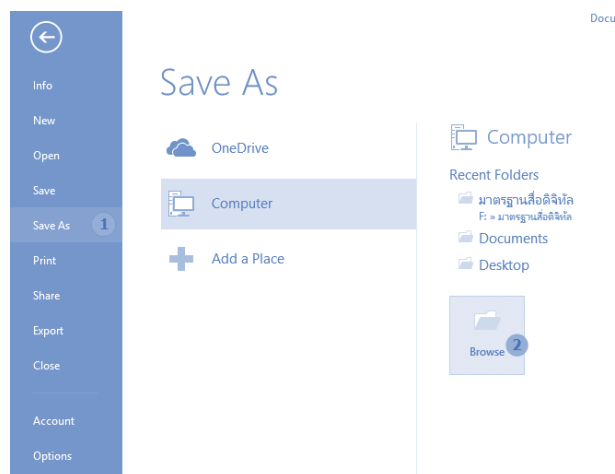 Docu
Info
New
Open
Save
Save As 1
Print
Share
Export
Close
Account
Options
Save As
OneDrive
Computer
Add a Place
Computer
Recent Folders
มาตรฐานสื่อดิจิทัล
F: » มาตรฐานสื่อดิจิทัล
Documents
Desktop
Browse 2